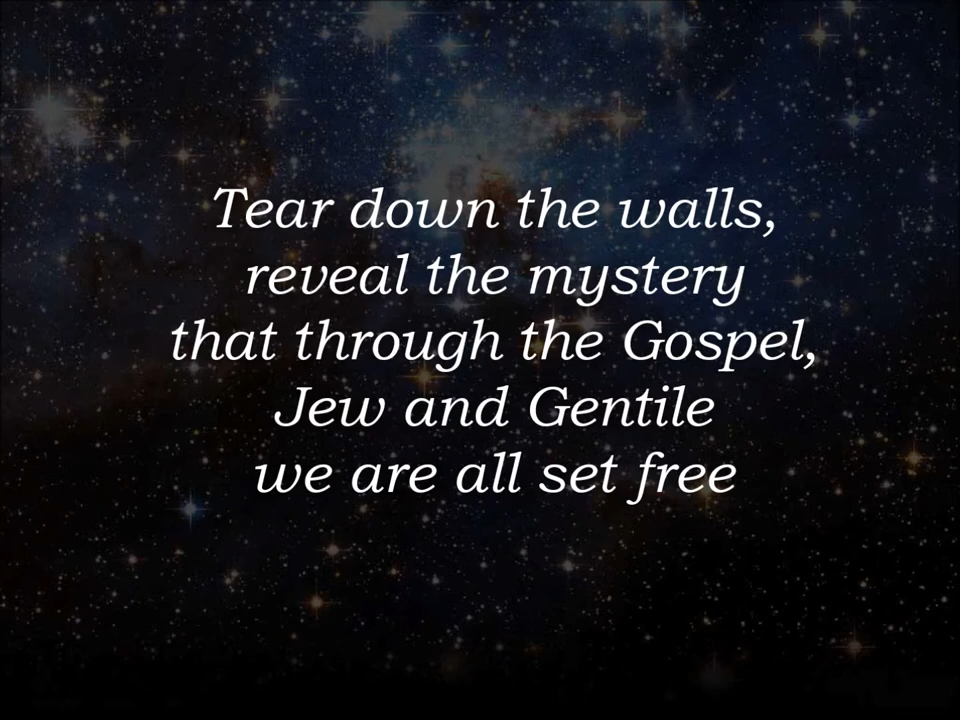 Tear down the walls,
reveal the mystery
that through the Gospel,
Jew and Gentile
we are all set free